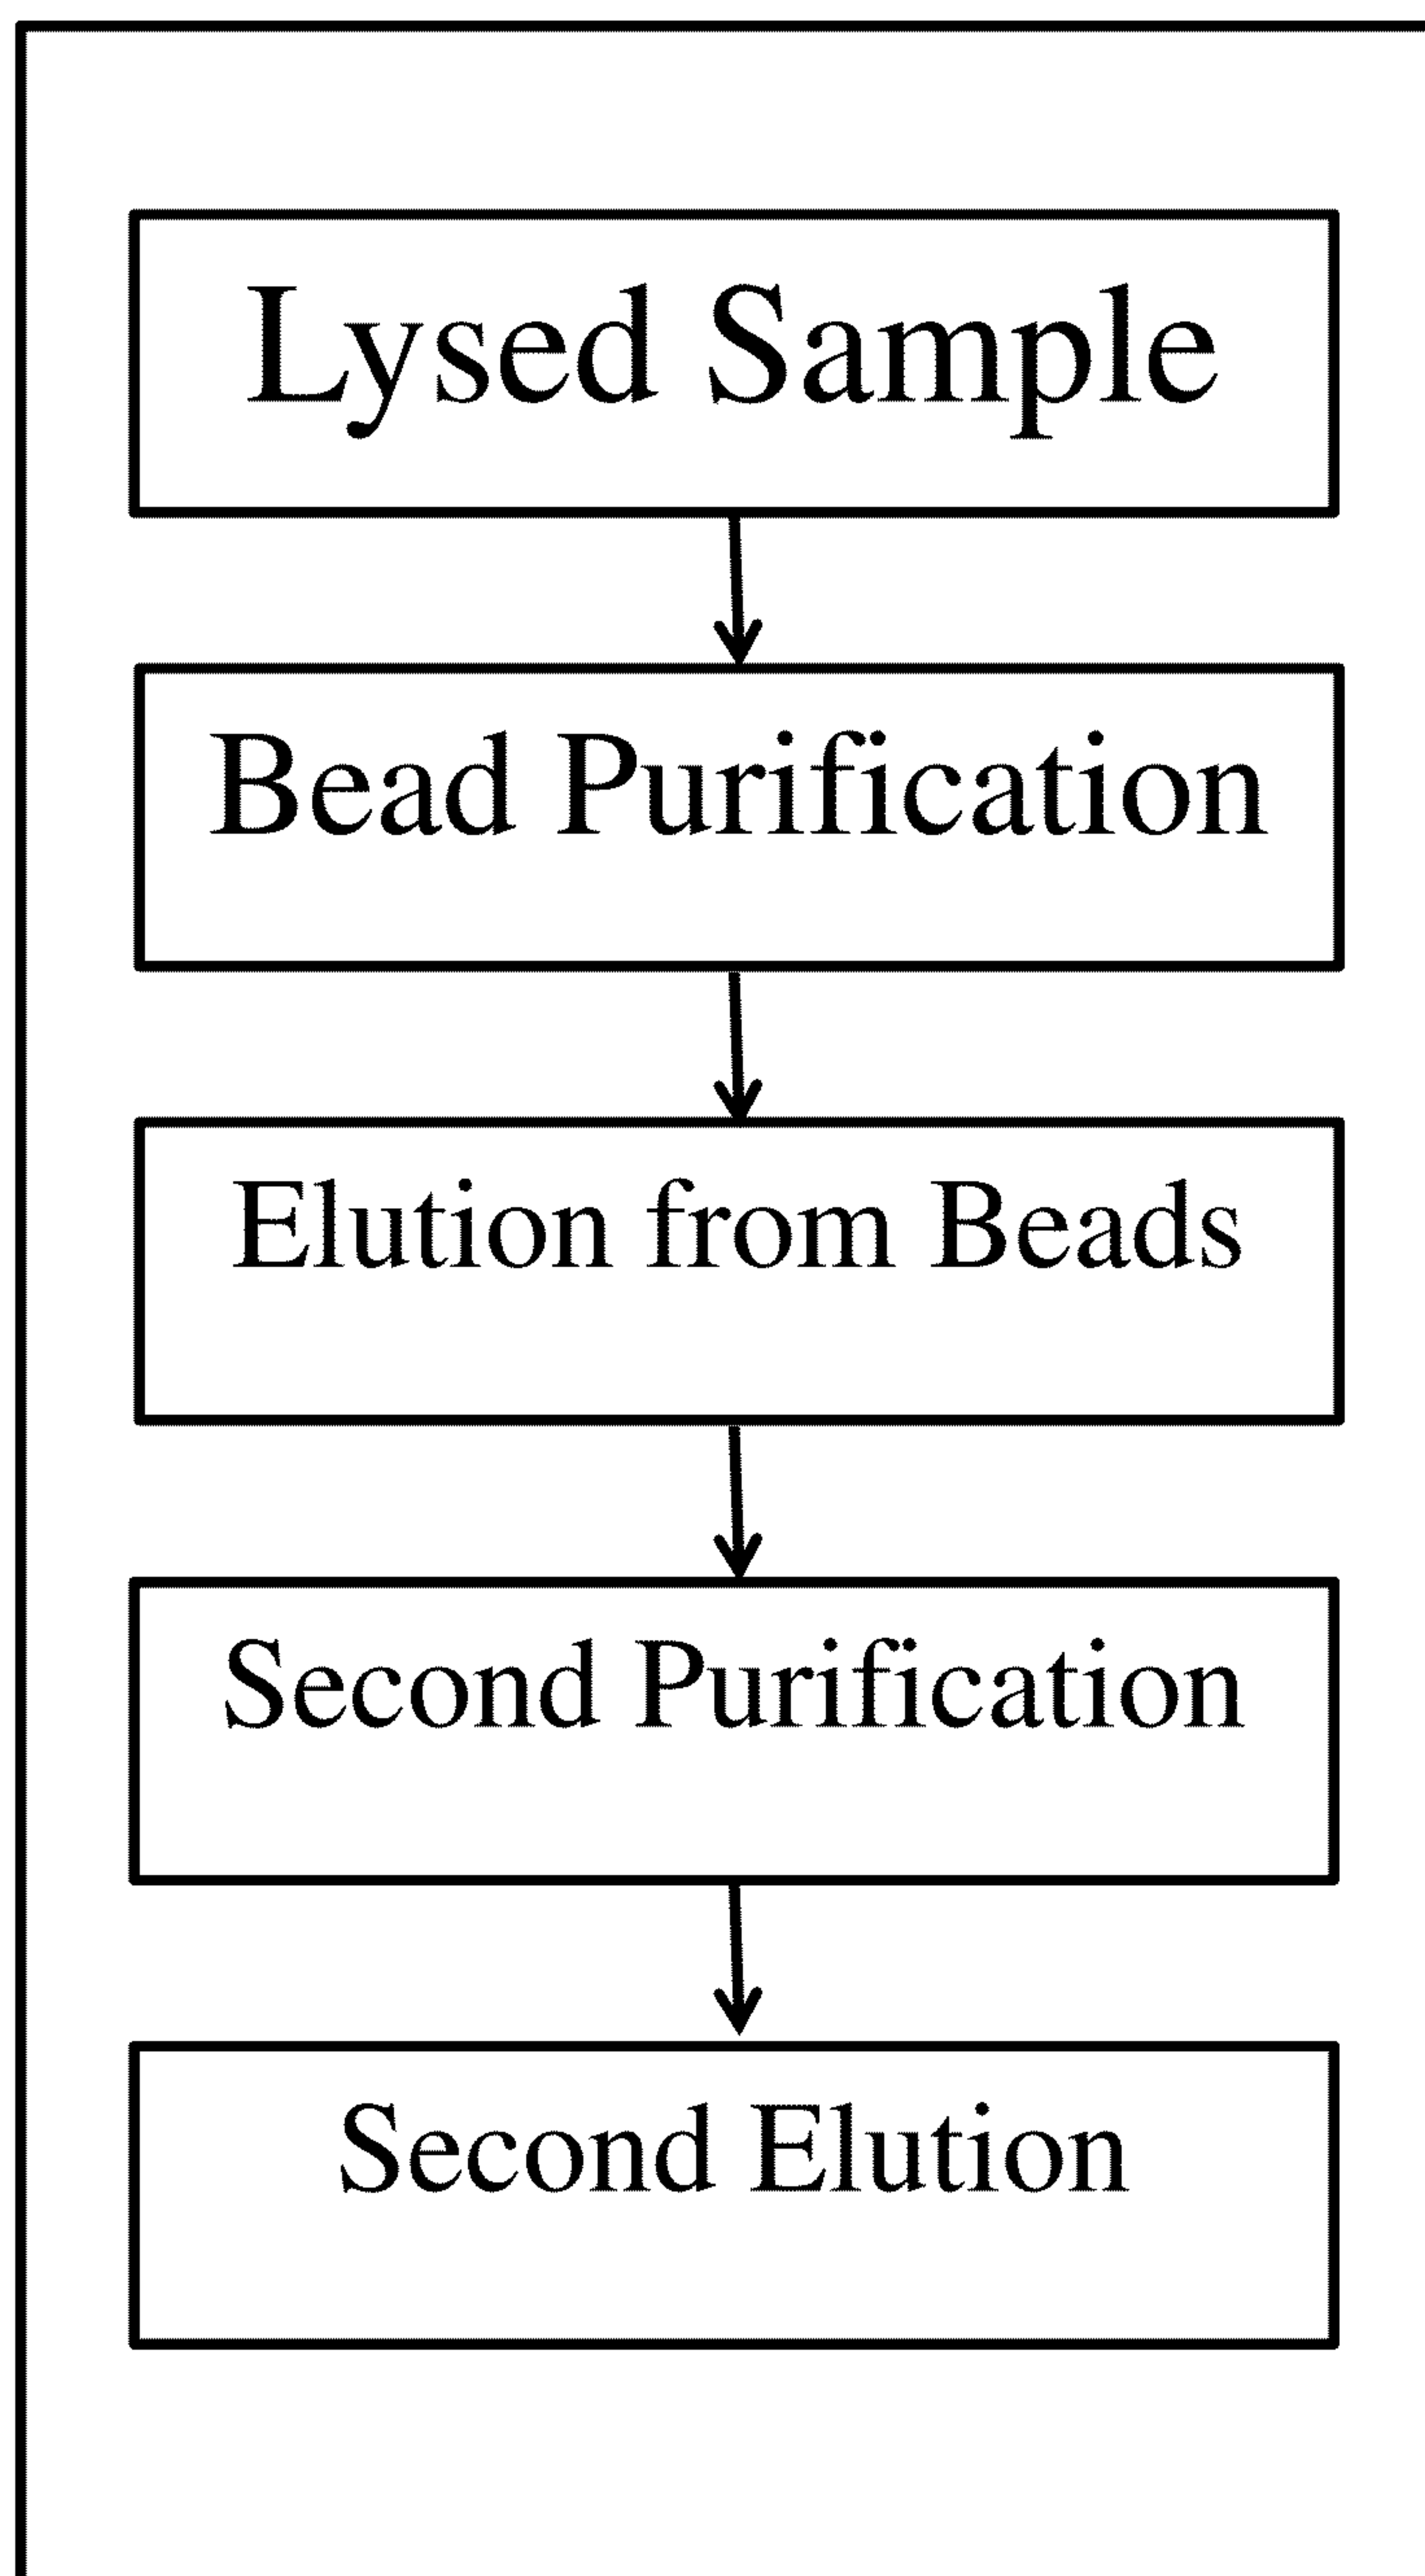 Lysed Sample
Bead Purification
Elution from Beads
Second Purification
Second Elution